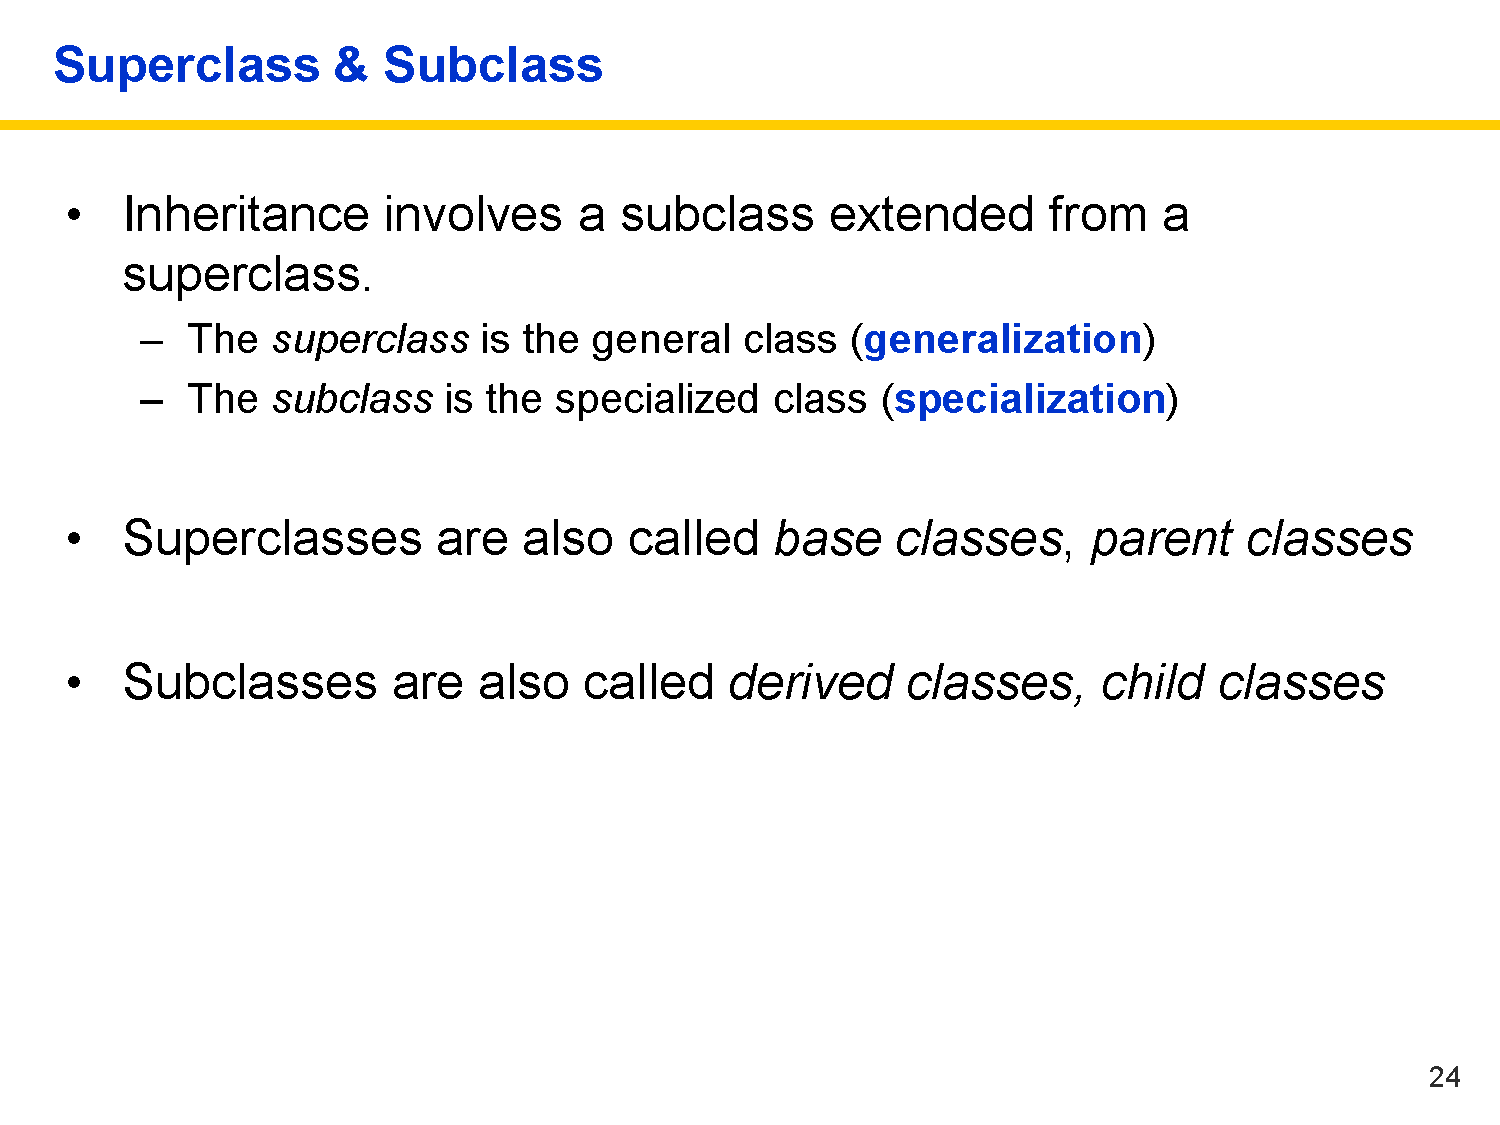 Superclass & Subclass
• Inheritance involves a subclass extended from a
superclass.
– The superclass is the general class (generalization)
– The subclass is the specialized class (specialization)
• Superclasses are also called base classes, parent classes
• Subclasses are also called derived classes, child classes
24